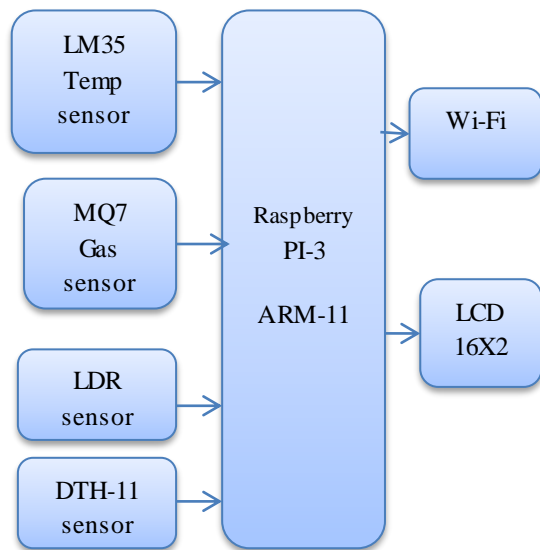 LM35
Temp
sensor
MQ7
Gas
sensor
LDR
sensor
DTH-11
sensor
Raspberry
PI-3
ARM-11
Wi-Fi
LCD
16X2